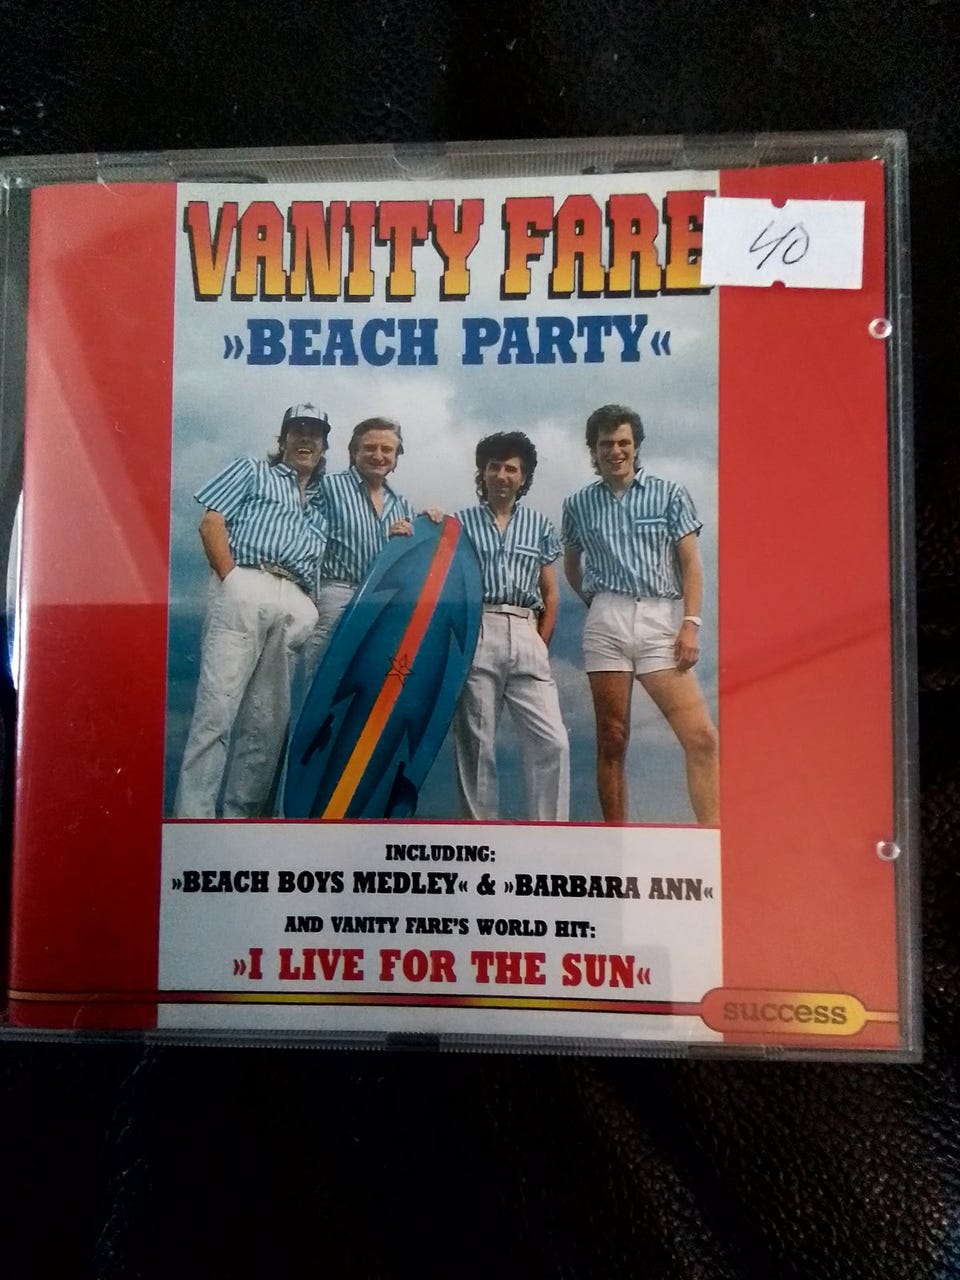 VANITY FARE
40
»BEACH PARTY«
INCLUDING:
»BEACH BOYS MEDLEY« & »BARBARA ANN«
AND VANITY FARE'S WORLD HIT:
»I LIVE FOR THE SUN«
success